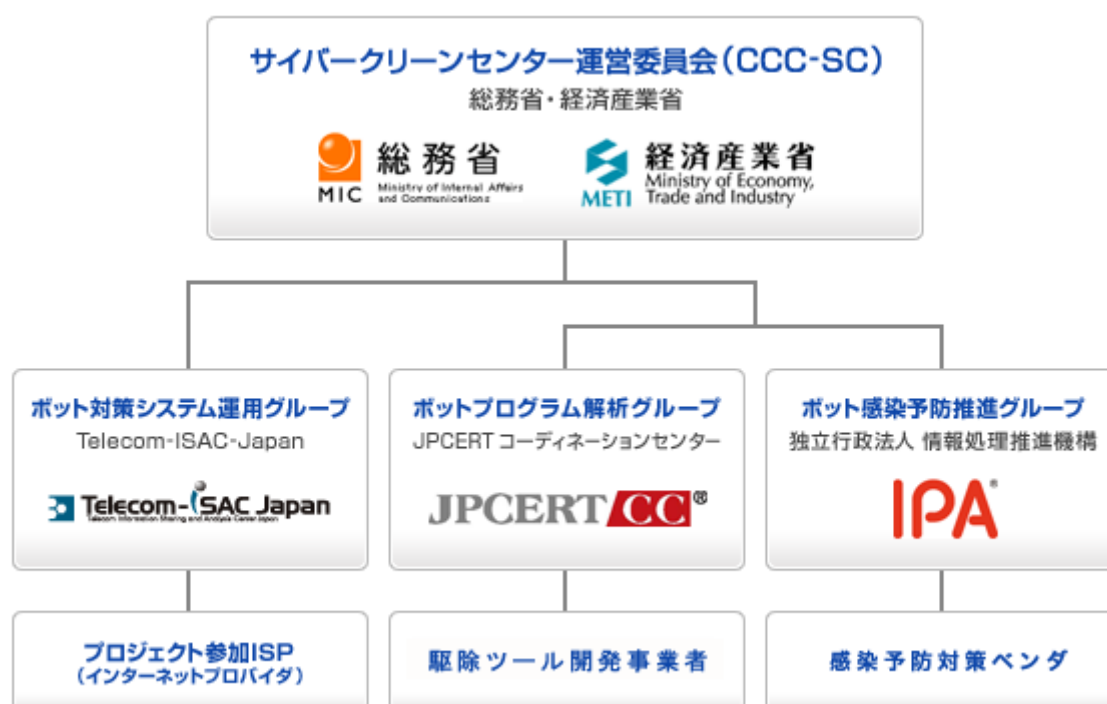 サイバークリーンセンター運営委員会(CCC-SC)
総務省・経済産業省
総務省
MIC
Ministry of Internal Affairs
and Communications
経済産業省
METI
Ministry of Economy,
Trade and Industry
ボット対策システム運用グループ
Telecom-ISAC-Japan
Telecom-iSAC Japan
Telecom Information Sharing and Analysis Center Japan
ボットプログラム解析グループ
JPCERT コーディネーションセンター
JPCERT CC®
ボット感染予防推進グループ
独立行政法人 情報処理推進機構
IPA®
プロジェクト参加ISP
(インターネットプロバイダ)
駆除ツール開発事業者
感染予防対策ベンダ